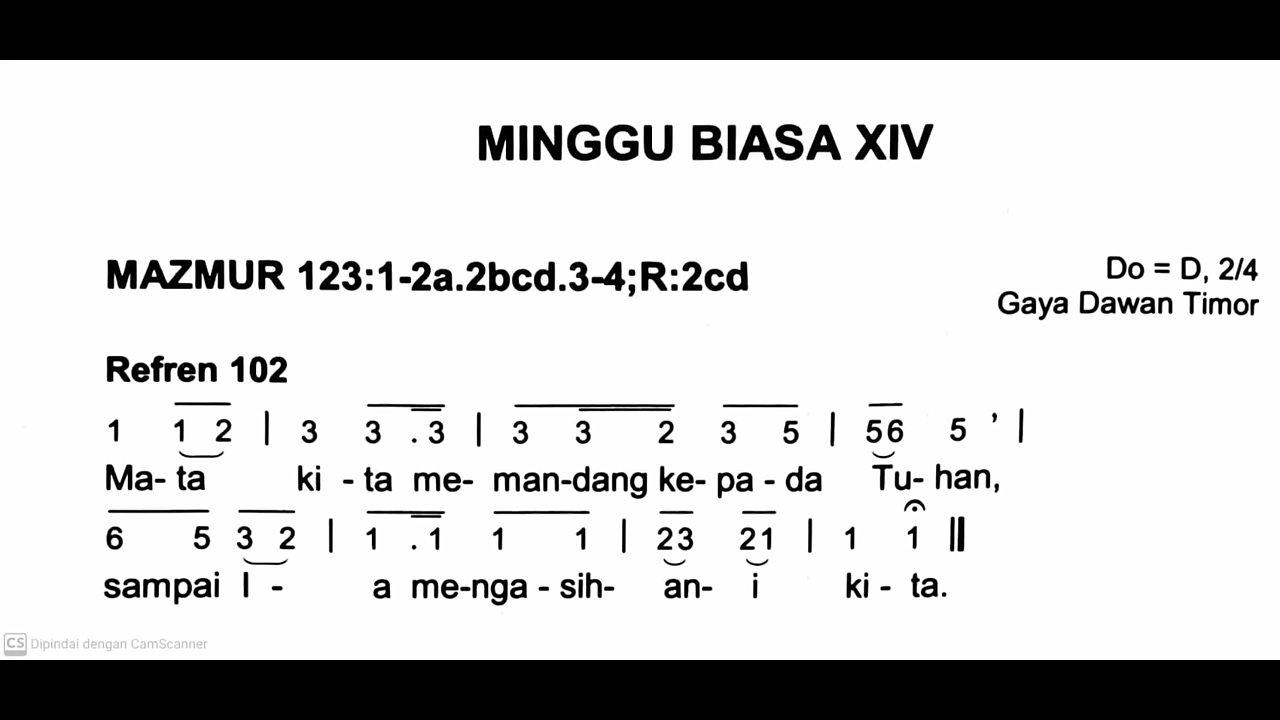 MINGGU BIASA XIV
MAZMUR 123:1-2a.2bcd.3-4;R:2cd
Do = D, 2/4
Gaya Dawan Timor
Refren 102
1 1 2 | 3 3 . 3 | 3 3 2 3 5 | 56 5 ' |
Ma- ta ki - ta me- man-dang ke- pa - da Tu- han,
6 5 3 2 | 1 . 1 1 1 | 23 21 | 1 1 ||
sampai I - a me-nga - sih- an- i ki - ta.
CS Dipindai dengan CamScanner